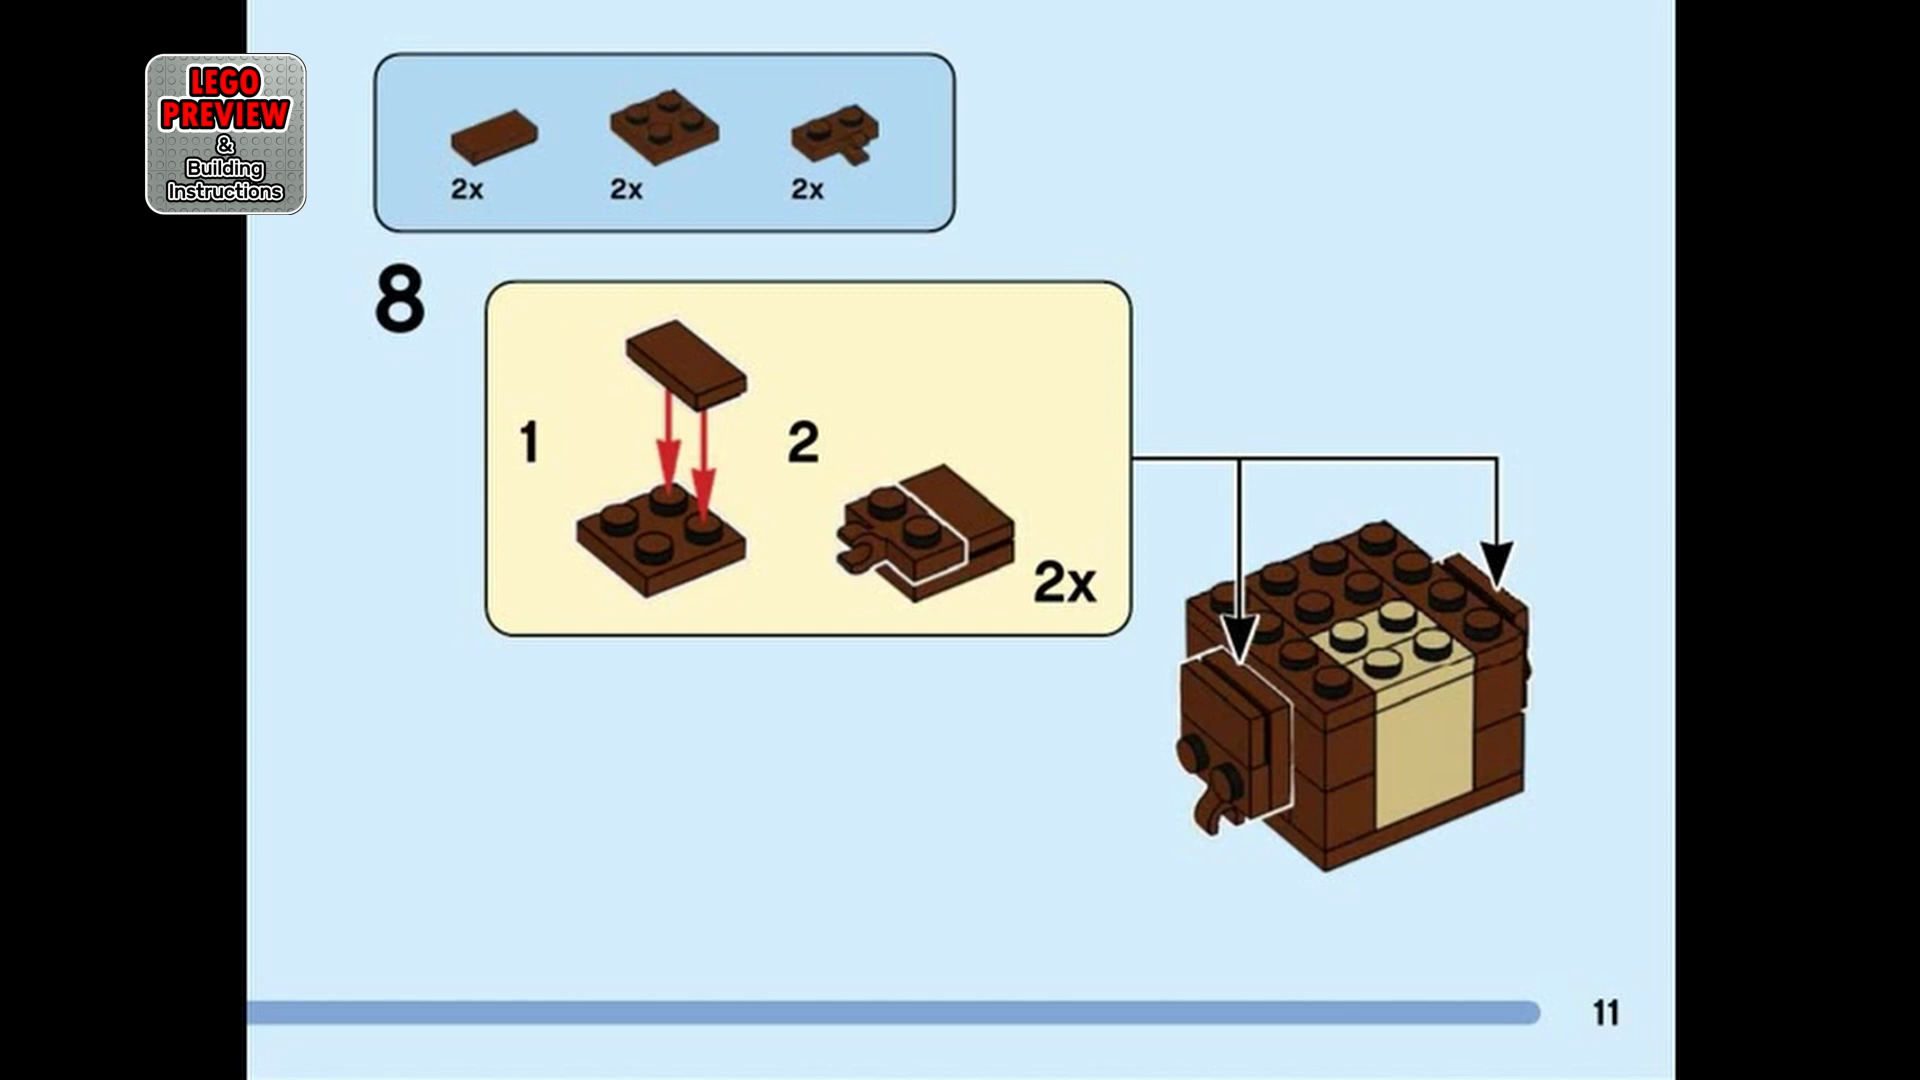 LEGO
PREVIEW
&
Building
Instructions
2x 2x 2x
8
1 2
2x
11